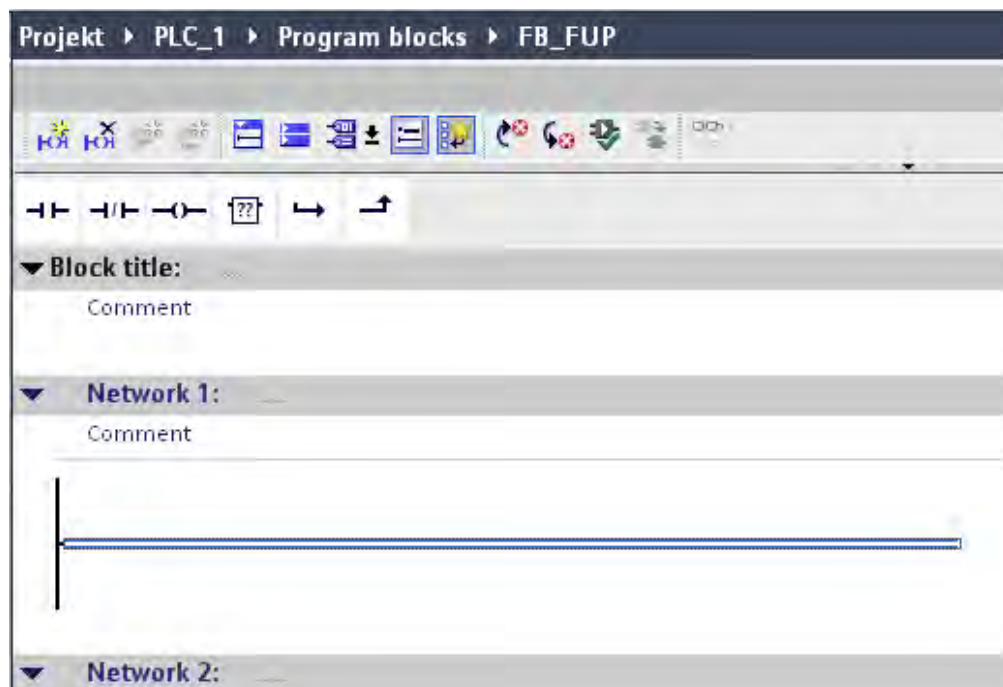 Projekt PLC_1 Program blocks FB_FUP
??
Block title: ...
Comment
Network 1: ...
Comment
Network 2: ...